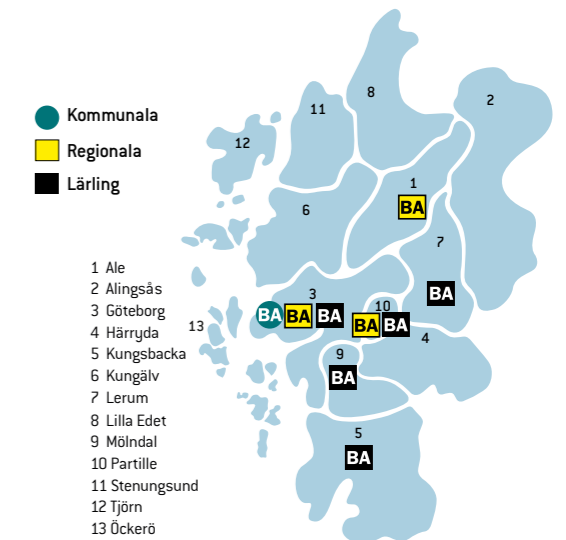 Kommunala
Regionala
Lärling
1 Ale
2 Alingsås
3 Göteborg
4 Härryda
5 Kungsbacka
6 Kungälv
7 Lerum
8 Lilla Edet
9 Mölndal
10 Partille
11 Stenungsund
12 Tjörn
13 Öckerö
8
2
11
12
1
BA
6
7
BA
3
10
BA BA BA
13
BA BA
4
9
BA
5
BA